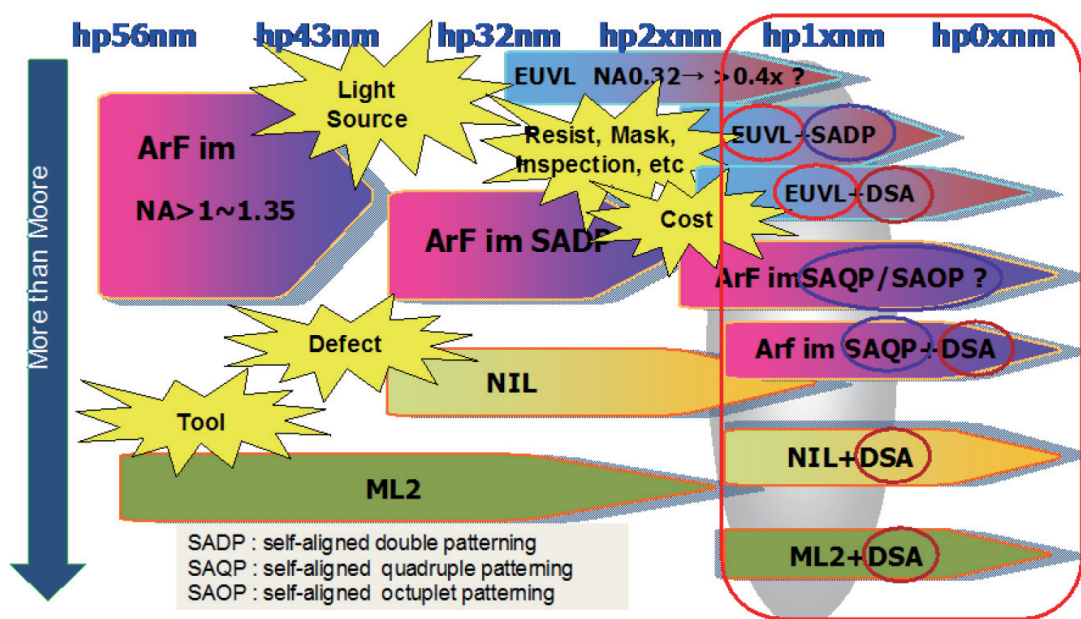 hp56nm hp43nm hp32nm hp2xnm hp1xnm hp0xnm
EUVL NA0.32→ >0.4x ?
Light
Source
Resist, Mask,
Inspection, etc
EUVL+SADP
ArF im
NA>1~1.35
EUVL+DSA
Cost
ArF im SADP
ArF imSAQP/SAOP ?
More than Moore
Defect
Arf im SAQP+DSA
NIL
Tool
NIL+DSA
ML2
SADP : self-aligned double patterning
SAQP : self-aligned quadruple patterning
SAOP : self-aligned octuplet patterning
ML2+DSA